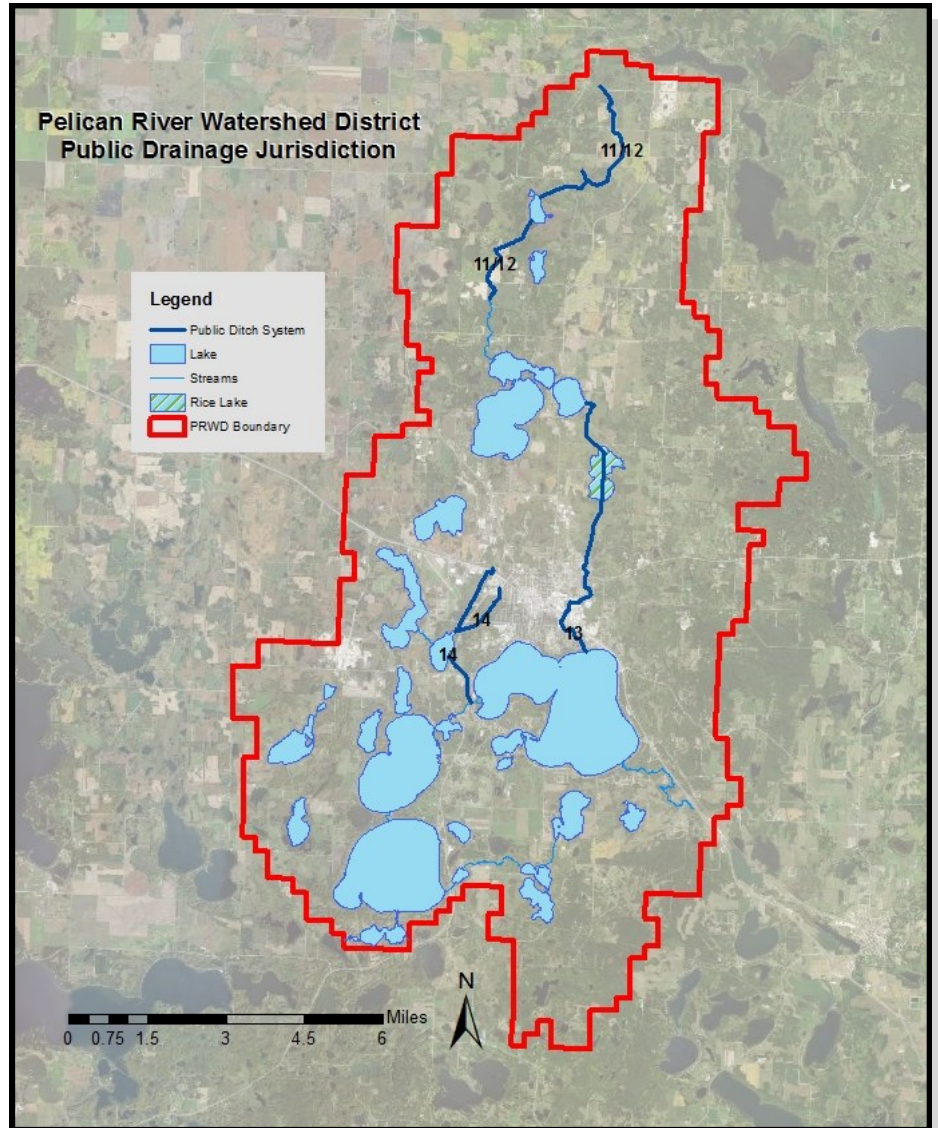 Pelican River Watershed District
Public Drainage Jurisdiction
11/12
11/12
Legend
Public Ditch System
Lake
Streams
Rice Lake
PRWD Boundary
14
13
14
N
Miles
0 0.75 1.5 3 4.5 6